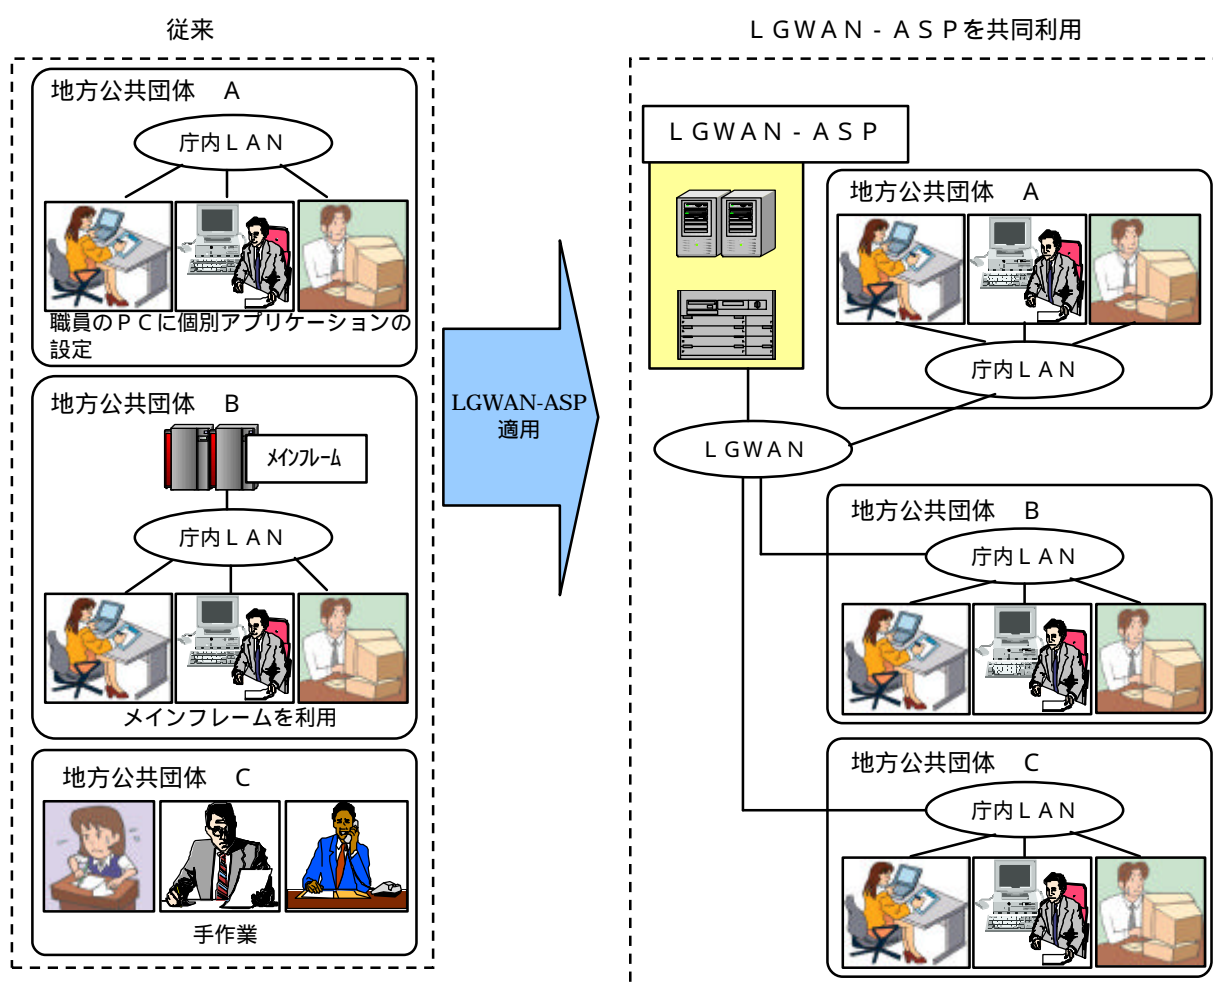 従来
地方公共団体　A
庁内ＬＡＮ
職員のＰＣに個別アプリケーションの
設定
地方公共団体　B
ﾒｲﾝﾌﾚｰﾑ
庁内ＬＡＮ
メインフレームを利用
地方公共団体　C
手作業
LGWAN-ASP
適用
ＬＧＷＡＮ‐ＡＳＰを共同利用
ＬＧＷＡＮ‐ＡＳＰ
ＬＧＷＡＮ
地方公共団体　A
庁内ＬＡＮ
地方公共団体　B
庁内ＬＡＮ
地方公共団体　C
庁内ＬＡＮ